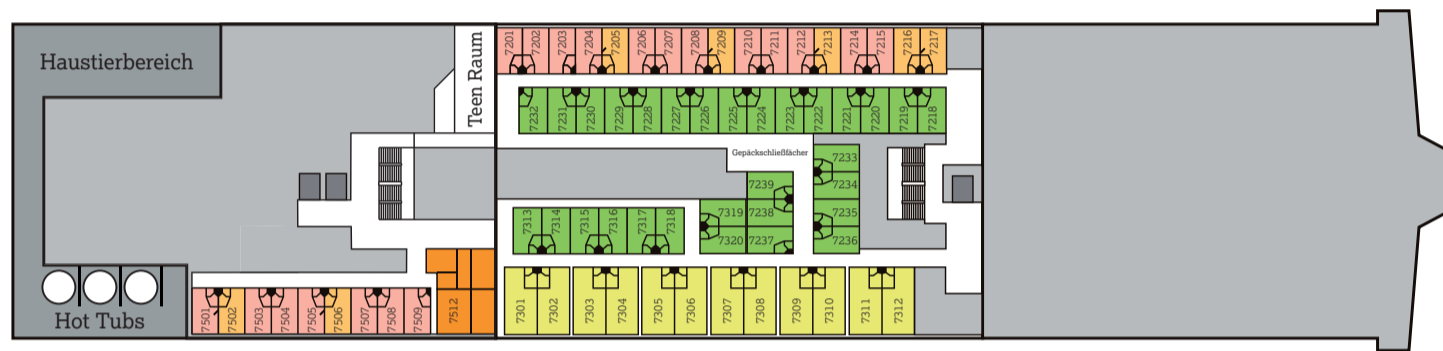 Haustierbereich
Teen Raum
7201 7202 7203 7204 7205 7206 7207 7208 7209 7210 7211 7212 7213 7214 7215 7216 7217
7232 7231 7230 7229 7228 7227 7226 7225 7224 7223 7222 7221 7220 7219 7218
Gepäckschließfächer
7233
7234
7235
7236
7239
7319 7238
7320 7237
7313 7314 7315 7316 7317 7318
7301 7302 7303 7304 7305 7306 7307 7308 7309 7310 7311 7312
7501 7502 7503 7504 7505 7506 7507 7508 7509 7512
Hot Tubs